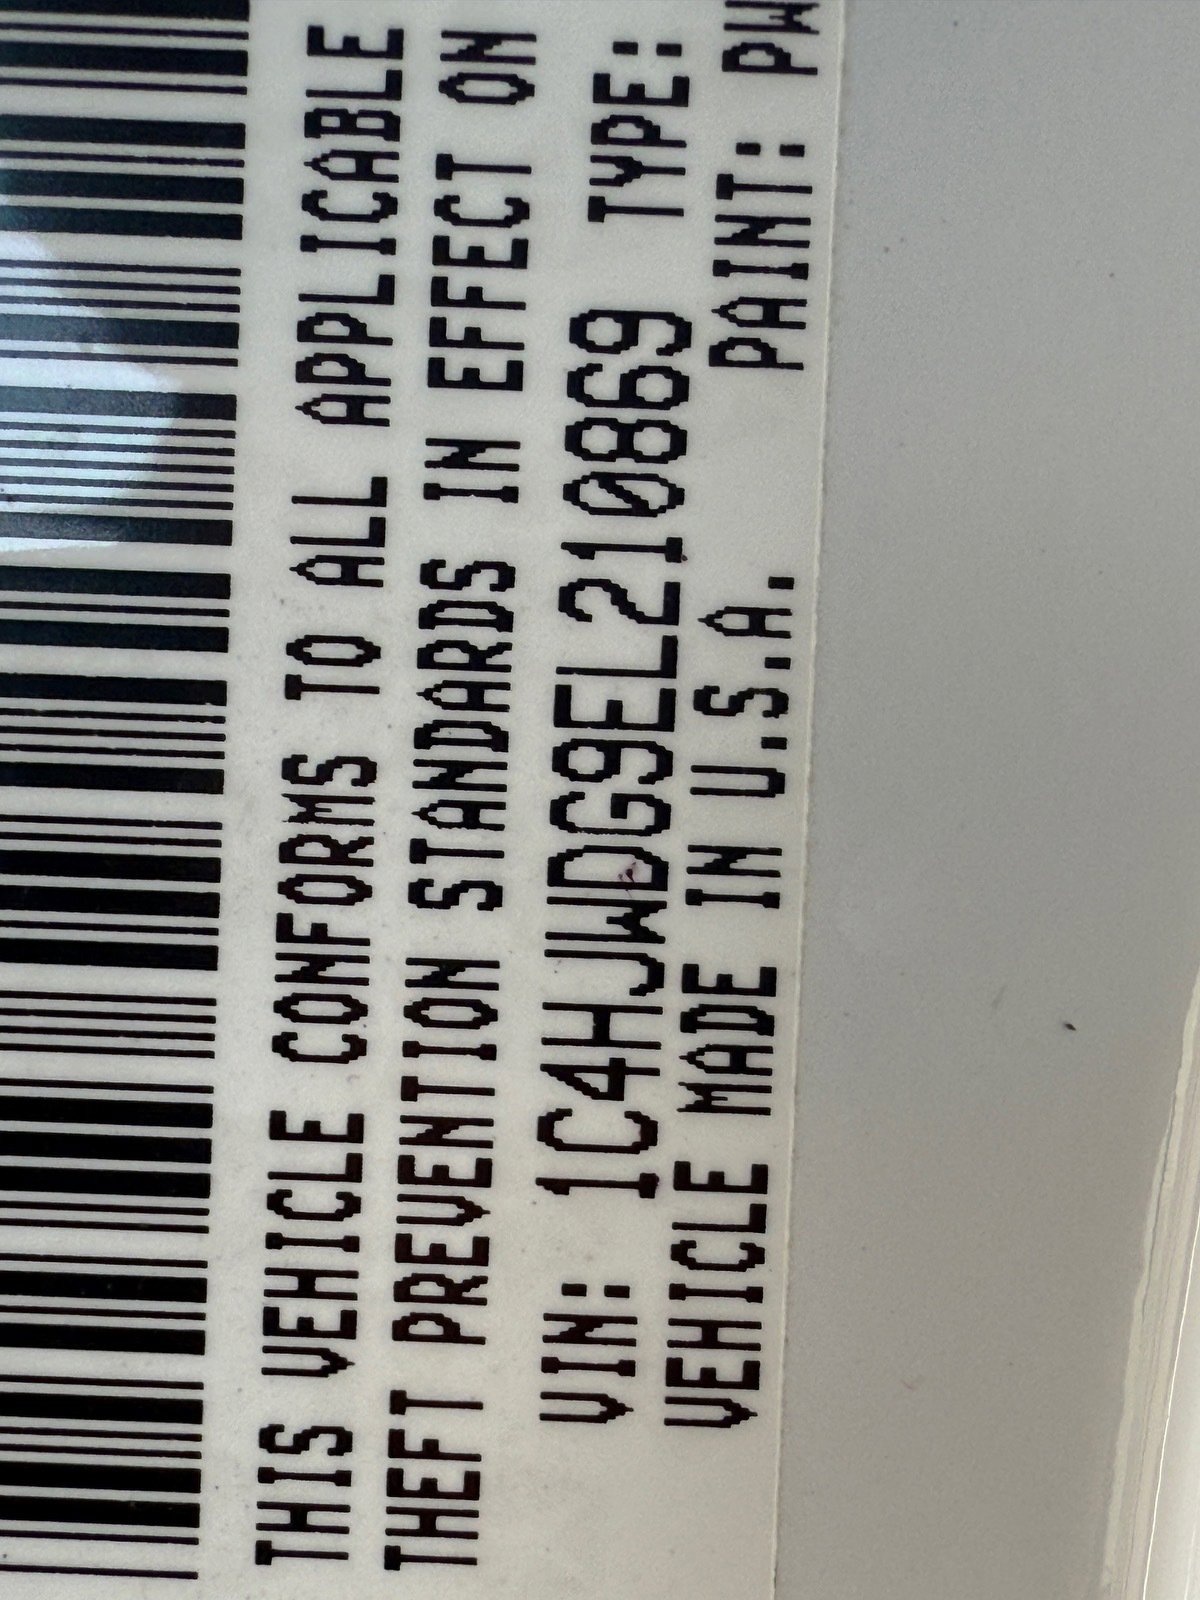 THIS VEHICLE CONFORMS TO ALL APPLICABLE
THEFT PREVENTION STANDARDS IN EFFECT ON
VIN: 1C4HJWDG9EL210869 TYPE:
VEHICLE MADE IN U.S.A. PAINT: PW